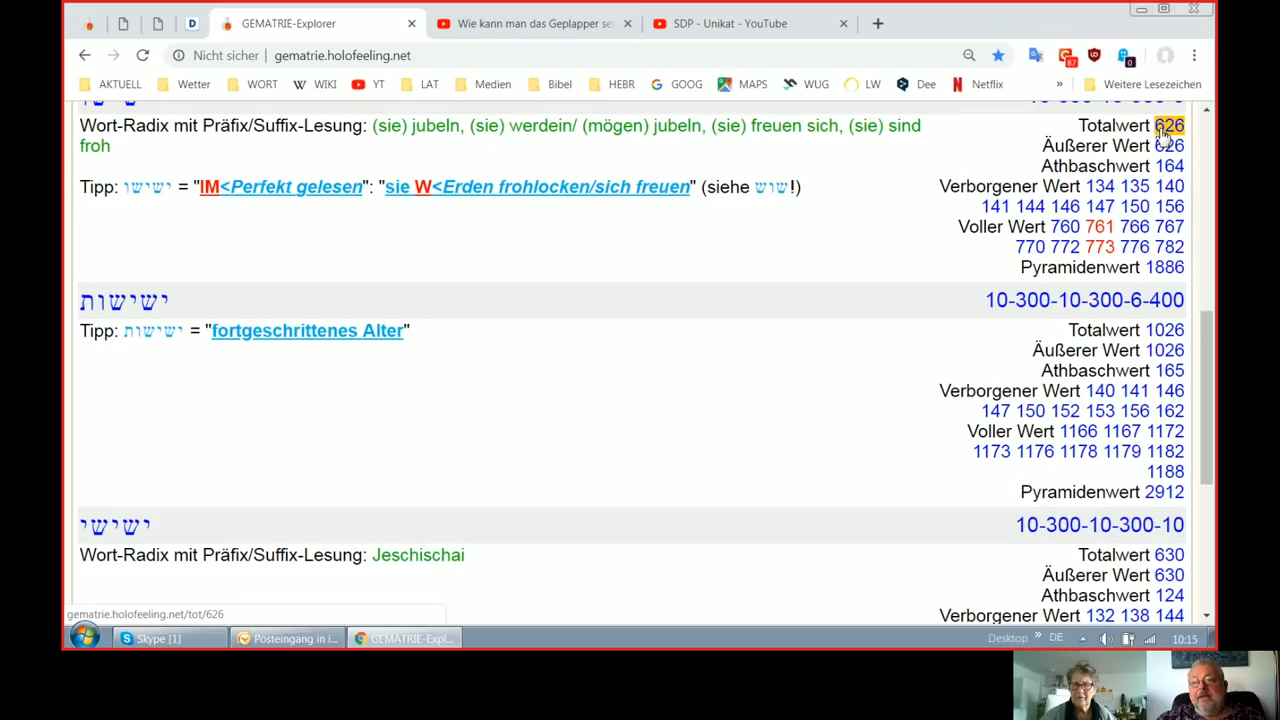 GEMATRIE-Explorer
Wie kann man das Geplapper se
SDP - Unikat - YouTube
Nicht sicher | gematrie.holofeeling.net
87
0
AKTUELL Wetter WORT WIKI YT LAT Medien Bibel HEBR GOOG MAPS WUG LW Dee Netflix » Weitere Lesezeichen
Wort-Radix mit Präfix/Suffix-Lesung: (sie) jubeln, (sie) werdein/ (mögen) jubeln, (sie) freuen sich, (sie) sind
froh
Totalwert 626
Äußerer Wert 626
Athbaschwert 164
Tipp: ישישו = "IM<Perfekt gelesen": "sie W<Erden frohlocken/sich freuen" (siehe שוש!)
Verborgener Wert 134 135 140
141 144 146 147 150 156
Voller Wert 760 761 766 767
770 772 773 776 782
Pyramidenwert 1886
ישישות 10-300-10-300-6-400
Tipp: ישישות = "fortgeschrittenes Alter"
Totalwert 1026
Äußerer Wert 1026
Athbaschwert 165
Verborgener Wert 140 141 146
147 150 152 153 156 162
Voller Wert 1166 1167 1172
1173 1176 1178 1179 1182
1188
Pyramidenwert 2912
ישישי 10-300-10-300-10
Wort-Radix mit Präfix/Suffix-Lesung: Jeschischai
Totalwert 630
Äußerer Wert 630
Athbaschwert 124
Verborgener Wert 132 138 144
gematrie.holofeeling.net/tot/626
Skype [1] Posteingang in i... GEMATRIE-Expl... Desktop » DE 10:15